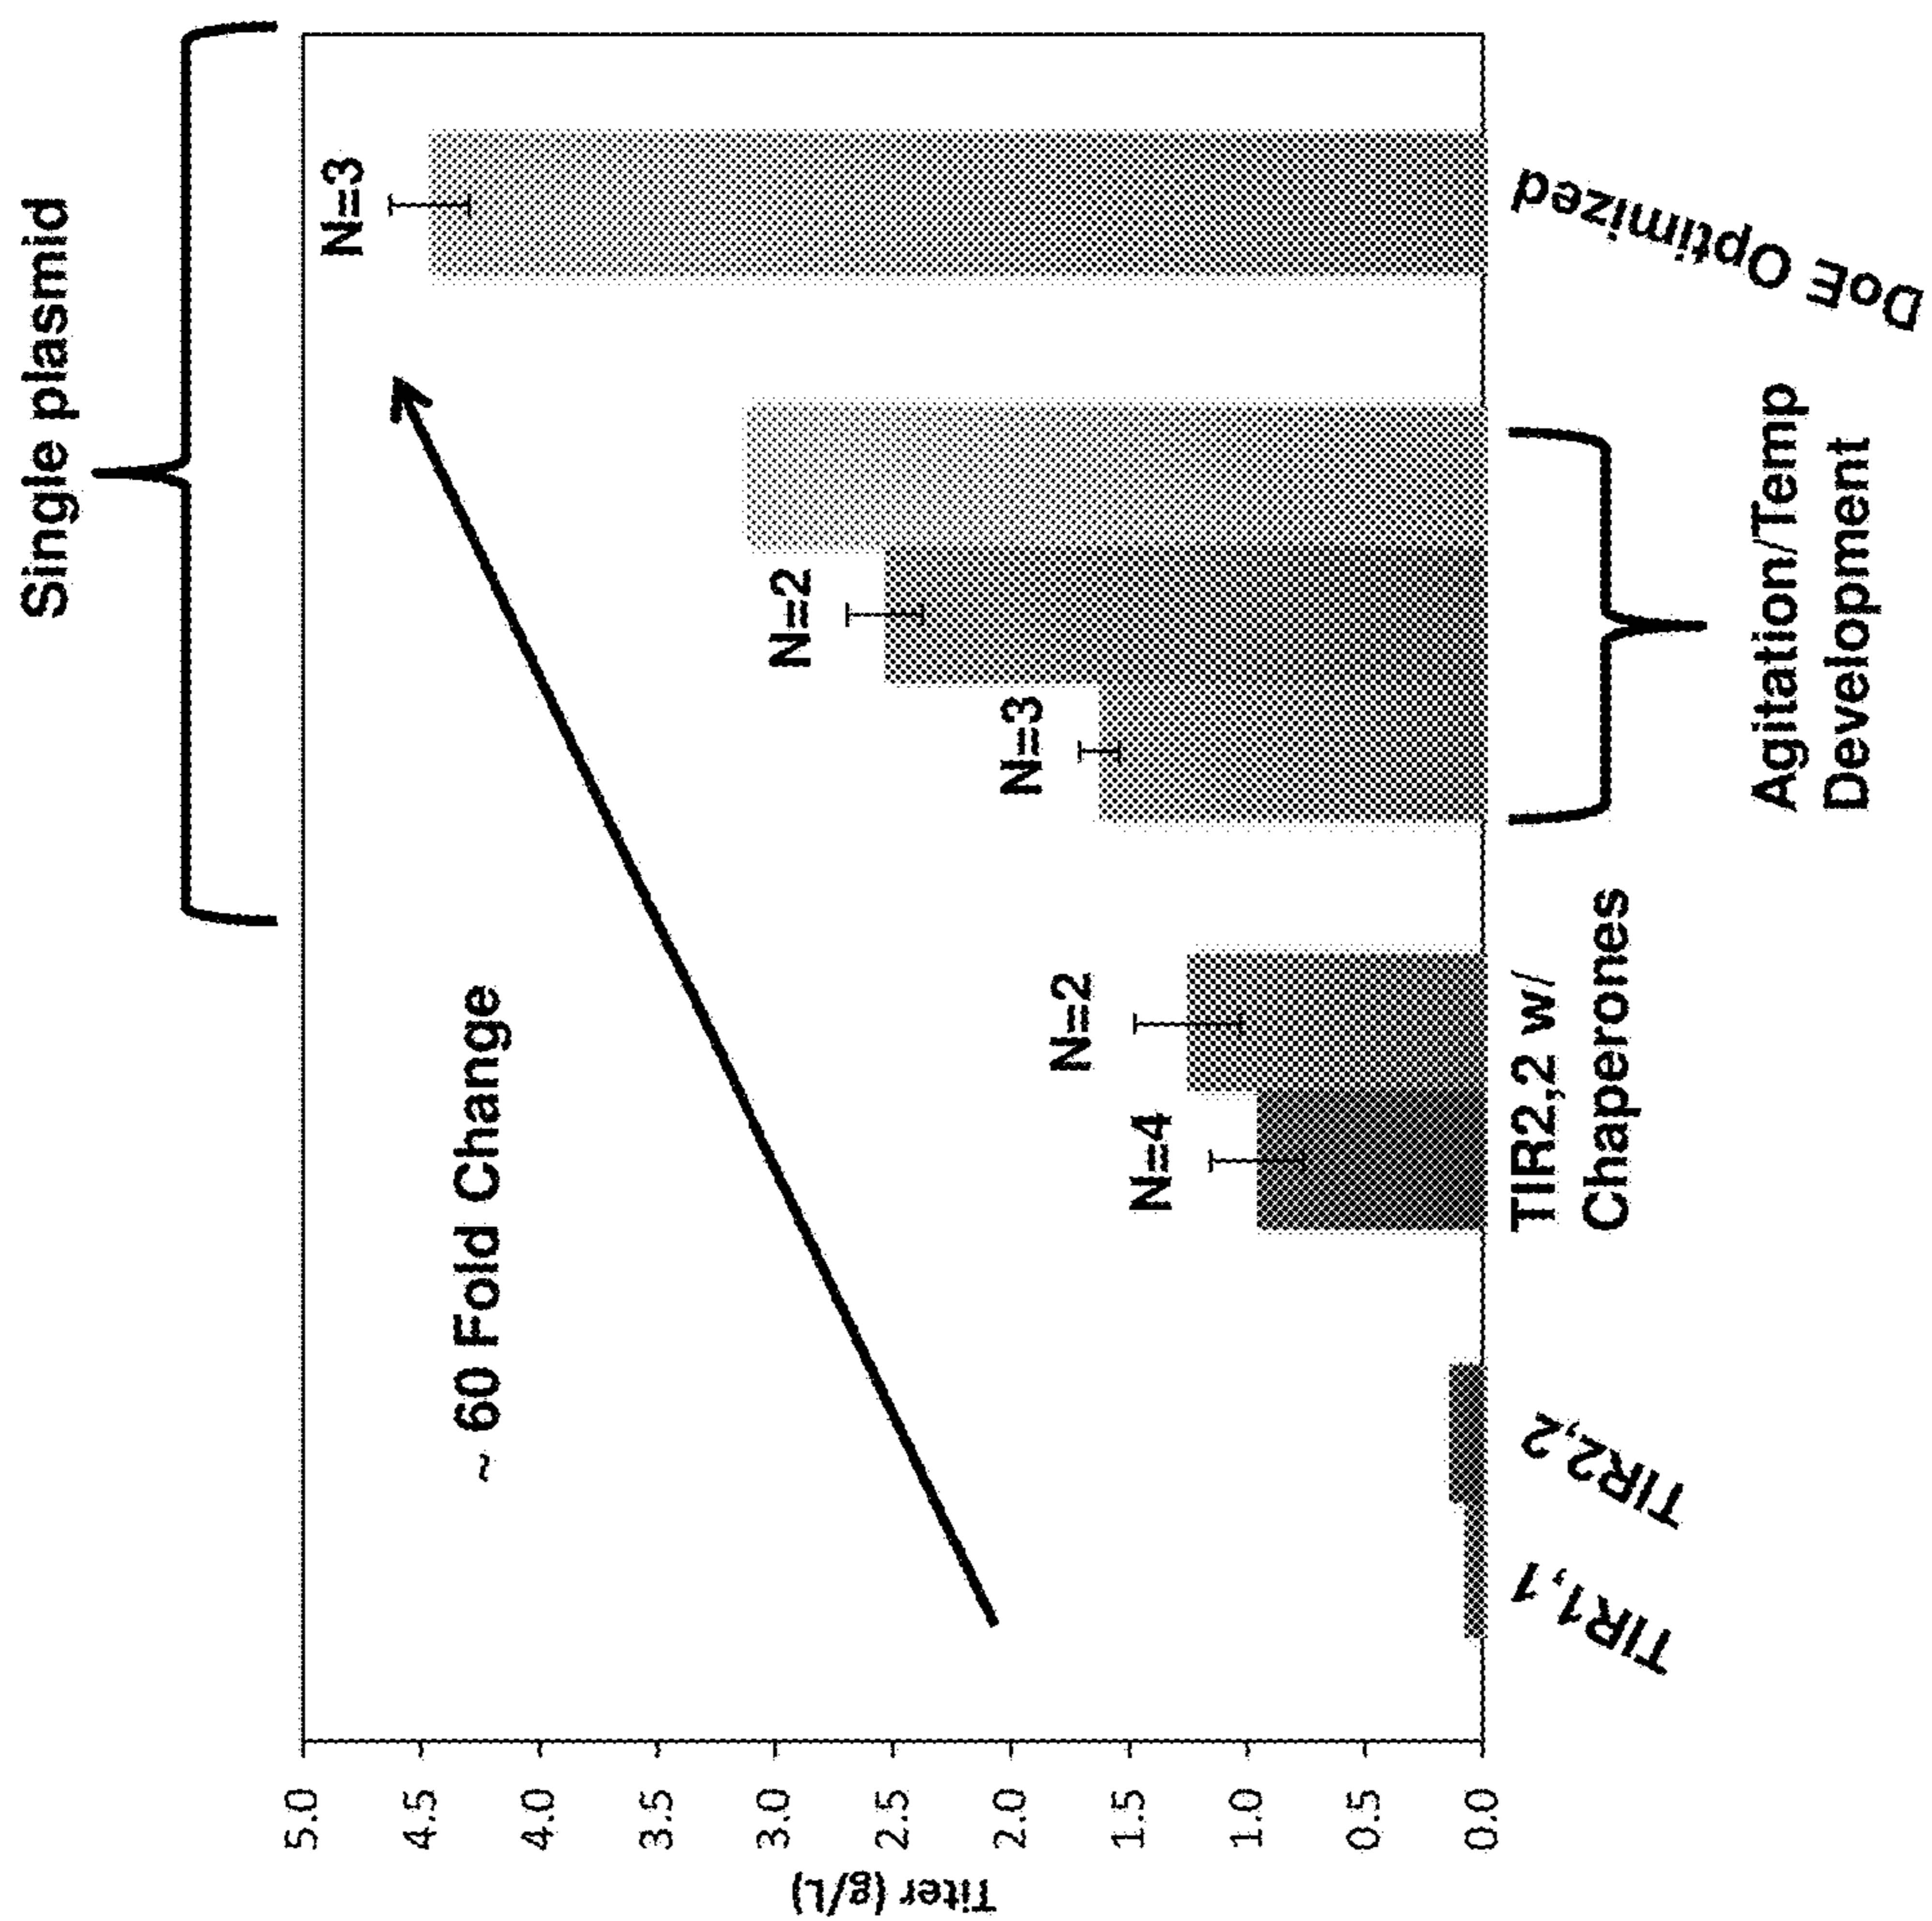 Single plasmid
~ 60 Fold Change
N=3
N=2
N=3
N=2
N=4
Titer (g/L)
5.0
4.5
4.0
3.5
3.0
2.5
2.0
1.5
1.0
0.5
0.0
TIR1,1
TIR2,2
TIR2,2 w/
Chaperones
Agitation/Temp
Development
DoE Optimized